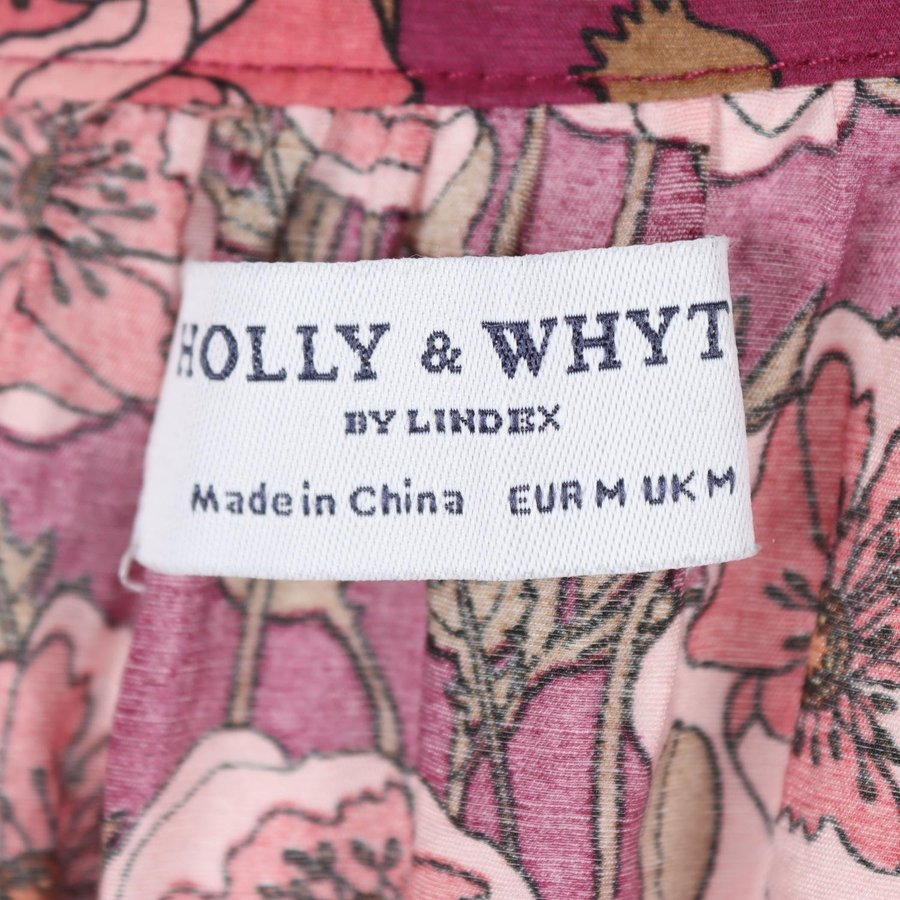 HOLLY & WHYT
BY LINDEX
Made in China EUR M UK M